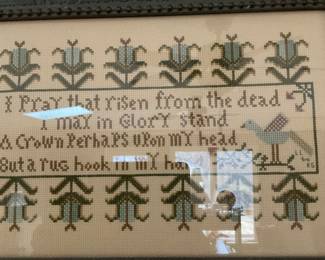 I Pray that risen from the dead
I may in Glory stand
A Crown Perhaps upon my head
But a rug hook in my